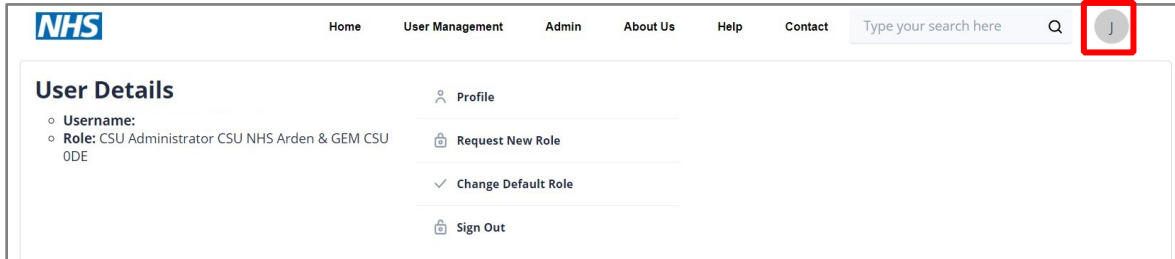 NHS
Home User Management Admin About Us Help Contact Type your search here J
User Details
Username:
Role: CSU Administrator CSU NHS Arden & GEM CSU
0DE
Profile
Request New Role
Change Default Role
Sign Out